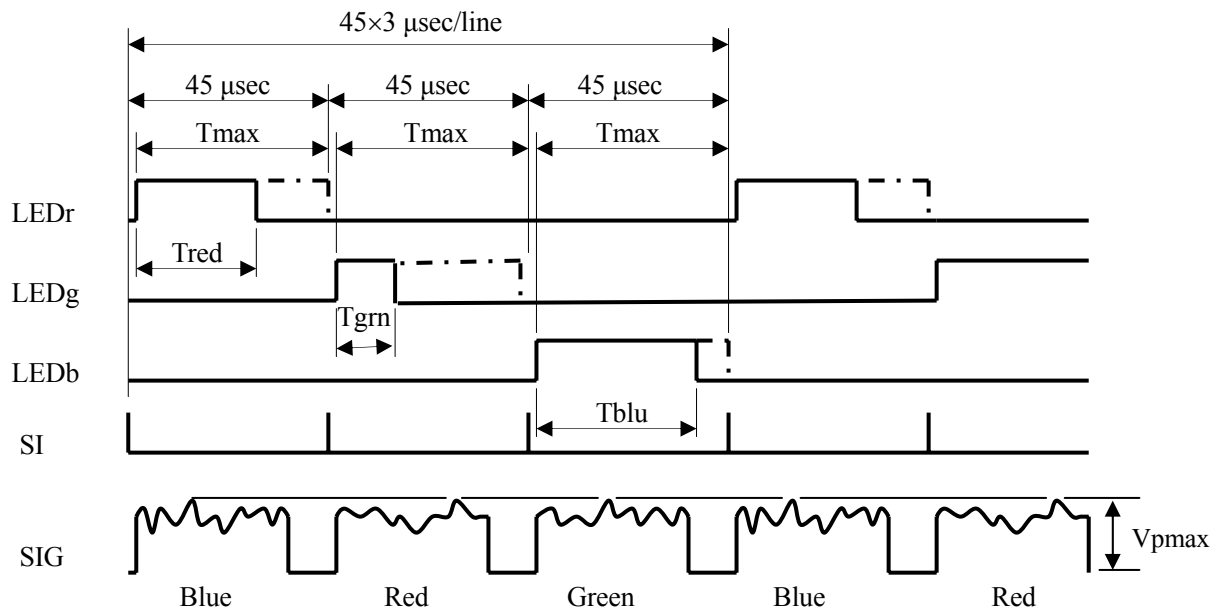 45×3 μsec/line
45 μsec 45 μsec 45 μsec
Tmax Tmax Tmax
LEDr
Tred
LEDg
Tgrn
LEDb
Tblu
SI
SIG
Vpmax
Blue Red Green Blue Red